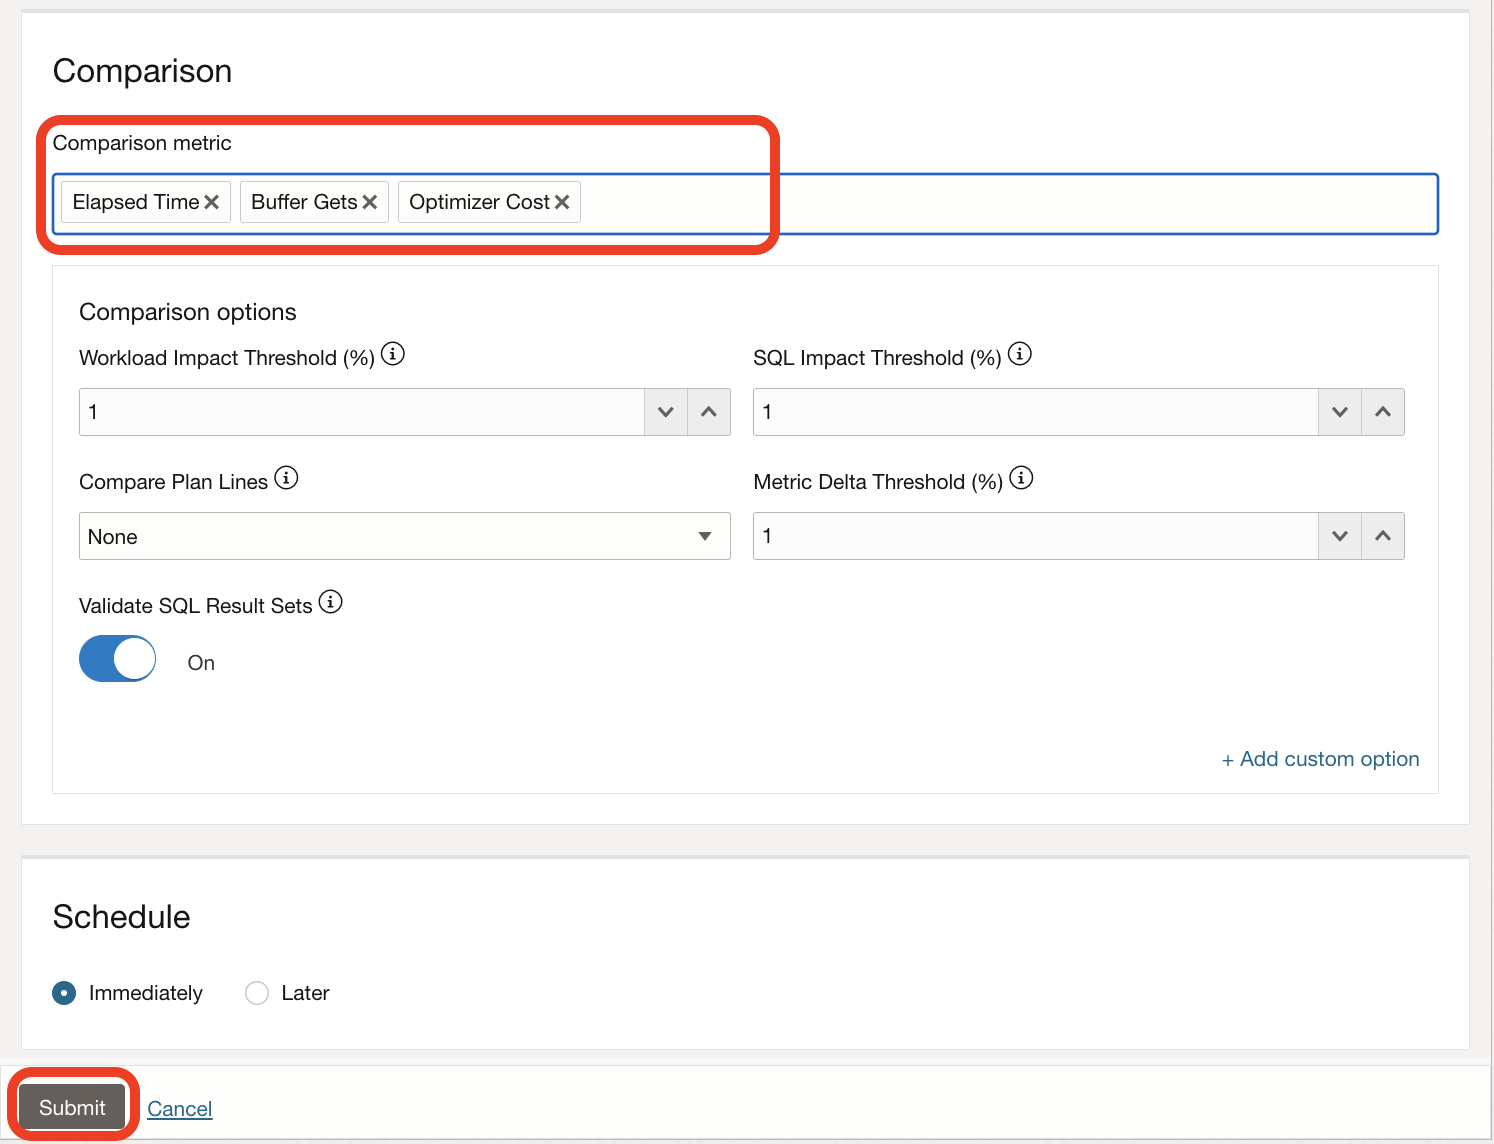 Comparison
Comparison metric
Elapsed Time Buffer Gets Optimizer Cost
Comparison options
Workload Impact Threshold (%) SQL Impact Threshold (%)
1 1
Compare Plan Lines Metric Delta Threshold (%)
None 1
Validate SQL Result Sets
On
+ Add custom option
Schedule
Immediately Later
Submit Cancel